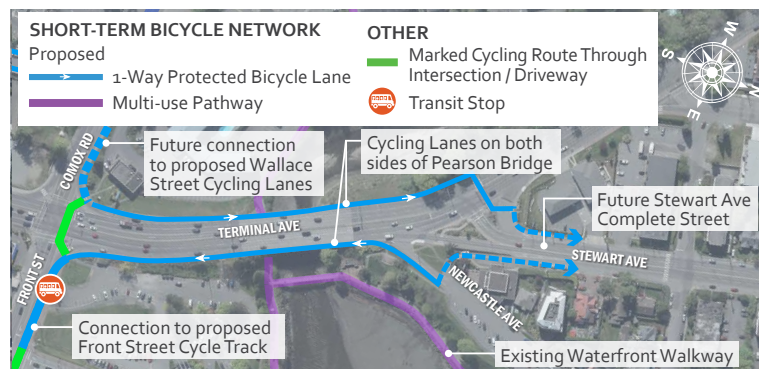 SHORT-TERM BICYCLE NETWORK
Proposed
1-Way Protected Bicycle Lane
Multi-use Pathway
OTHER
Marked Cycling Route Through
Intersection / Driveway
Transit Stop
W
S
N
E
COMOX RD
Future connection
to proposed Wallace
Street Cycling Lanes
Cycling Lanes on both
sides of Pearson Bridge
Future Stewart Ave
Complete Street
TERMINAL AVE
STEWART AVE
FRONT ST
NEWCASTLE AVE
Connection to proposed
Front Street Cycle Track
Existing Waterfront Walkway